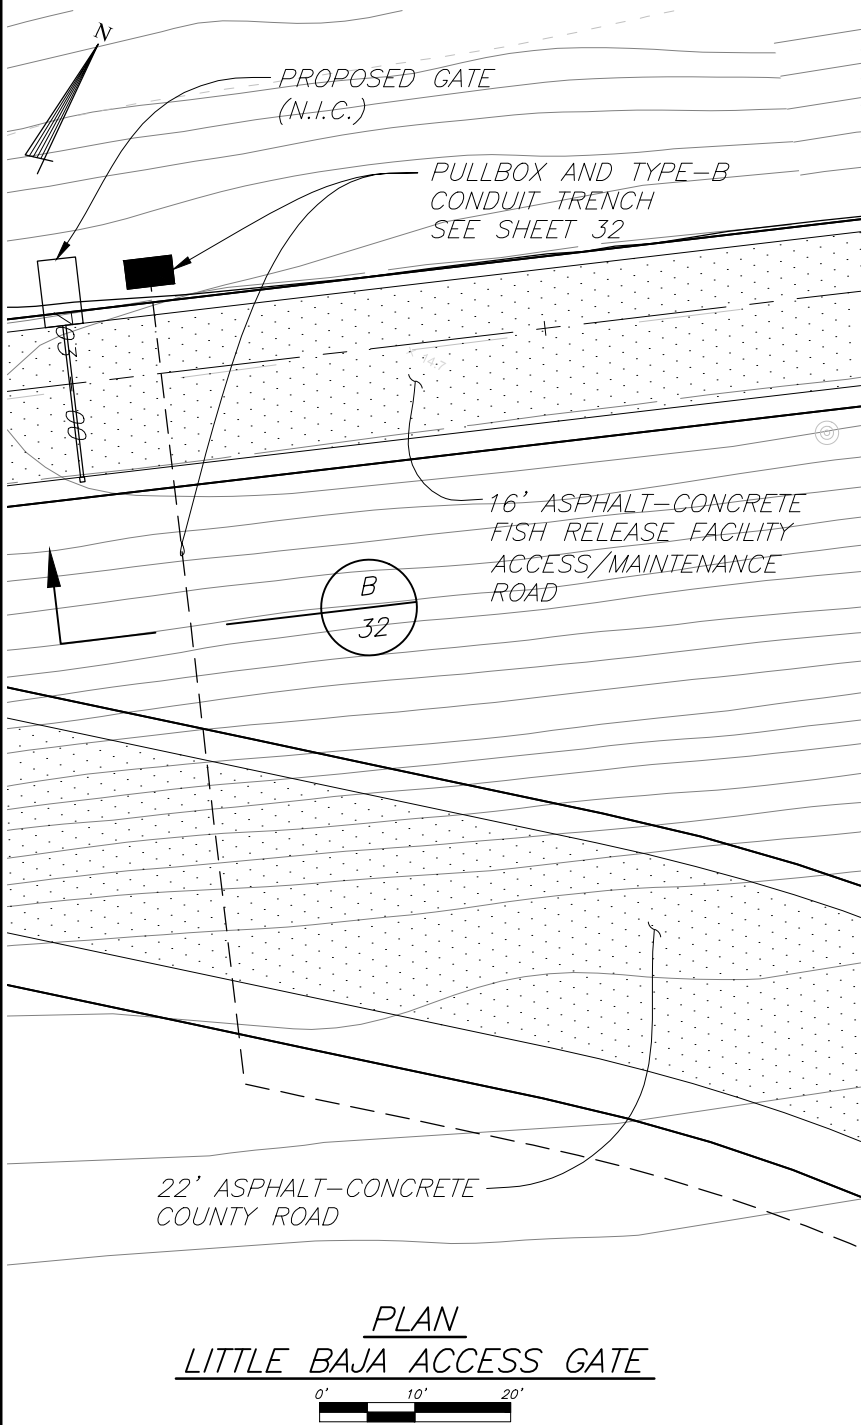 N
PROPOSED GATE
(N.I.C.)
PULLBOX AND TYPE-B
CONDUIT TRENCH
SEE SHEET 32
16' ASPHALT-CONCRETE
FISH RELEASE FACILITY
ACCESS/MAINTENANCE
ROAD
B
32
22' ASPHALT-CONCRETE
COUNTY ROAD
PLAN
LITTLE BAJA ACCESS GATE
0' 10' 20'